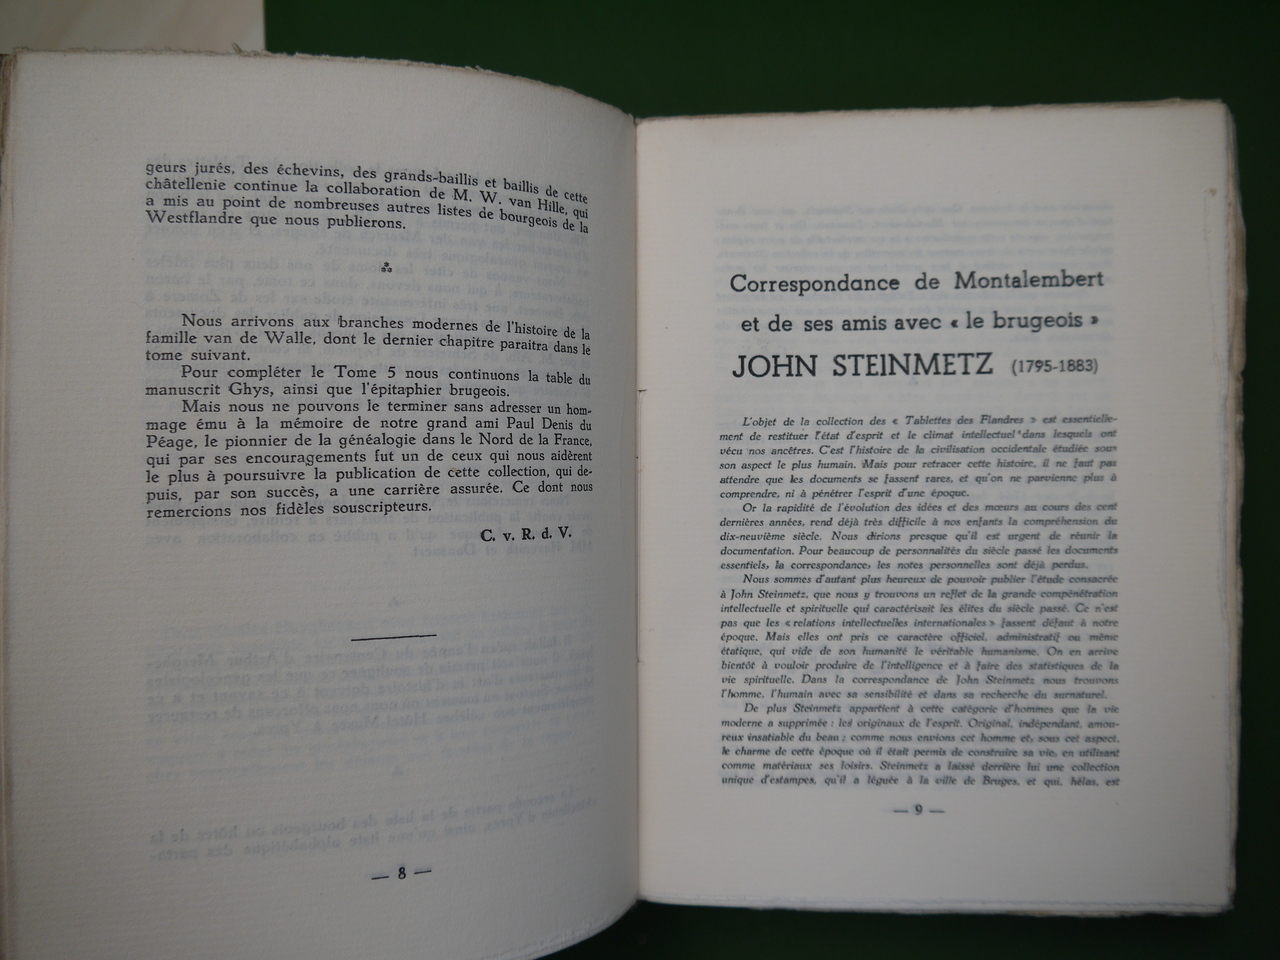 geurs jurés, des échevins, des grands-baillis et baillis de cette
châtellenie continue la collaboration de M. W. van Hille, qui
a mis au point de nombreuses autres listes de bourgeois de la
Westflandre que nous publierons.
⁂
Nous arrivons aux branches modernes de l'histoire de la
famille van de Walle, dont le dernier chapitre paraitra dans le
tome suivant.
Pour compléter le Tome 5 nous continuons la table du
manuscrit Ghys, ainsi que l'épitaphier brugeois.
Mais nous ne pouvons le terminer sans adresser un hom-
mage ému à la mémoire de notre grand ami Paul Denis du
Péage, le pionnier de la généalogie dans le Nord de la France,
qui par ses encouragements fut un de ceux qui nous aidèrent
le plus à poursuivre la publication de cette collection, qui de-
puis, par son succès, a une carrière assurée. Ce dont nous
remercions nos fidèles souscripteurs.
C. v. R. d. V.
— 8 —
Correspondance de Montalembert
et de ses amis avec « le brugeois »
JOHN STEINMETZ (1795-1883)
L'objet de la collection des « Tablettes des Flandres » est essentielle-
ment de restituer l'état d'esprit et le climat intellectuel dans lesquels ont
vécu nos ancêtres. C'est l'histoire de la civilisation occidentale étudiée sous
son aspect le plus humain. Mais pour retracer cette histoire, il ne faut pas
attendre que les documents se fassent rares, et qu'on ne parvienne plus à
comprendre, ni à pénétrer l'esprit d'une époque.
Or la rapidité de l'évolution des idées et des mœurs au cours des cent
dernières années, rend déjà très difficile à nos enfants la compréhension du
dix-neuvième siècle. Nous dirions presque qu'il est urgent de réunir la
documentation. Pour beaucoup de personnalités du siècle passé les documents
essentiels, la correspondance, les notes personnelles sont déjà perdus.
Nous sommes d'autant plus heureux de pouvoir publier l'étude consacrée
à John Steinmetz, que nous y trouvons un reflet de la grande compénétration
intellectuelle et spirituelle qui caractérisait les élites du siècle passé. Ce n'est
pas que les « relations intellectuelles internationales » fassent défaut à notre
époque. Mais elles ont pris ce caractère officiel, administratif ou même
étatique, qui vide de son humanité le véritable humanisme. On en arrive
bientôt à vouloir produire de l'intelligence et à faire des statistiques de la
vie spirituelle. Dans la correspondance de John Steinmetz nous trouvons
l'homme, l'humain avec sa sensibilité et dans sa recherche du surnaturel.
De plus Steinmetz appartient à cette catégorie d'hommes que la vie
moderne a supprimée : les originaux de l'esprit. Original, indépendant, amou-
reux insatiable du beau ; comme nous envions cet homme et, sous cet aspect,
le charme de cette époque où il était permis de construire sa vie, en utilisant
comme matériaux ses loisirs. Steinmetz a laissé derrière lui une collection
unique d'estampes, qu'il a léguée à la ville de Bruges, et qui, hélas, est
— 9 —